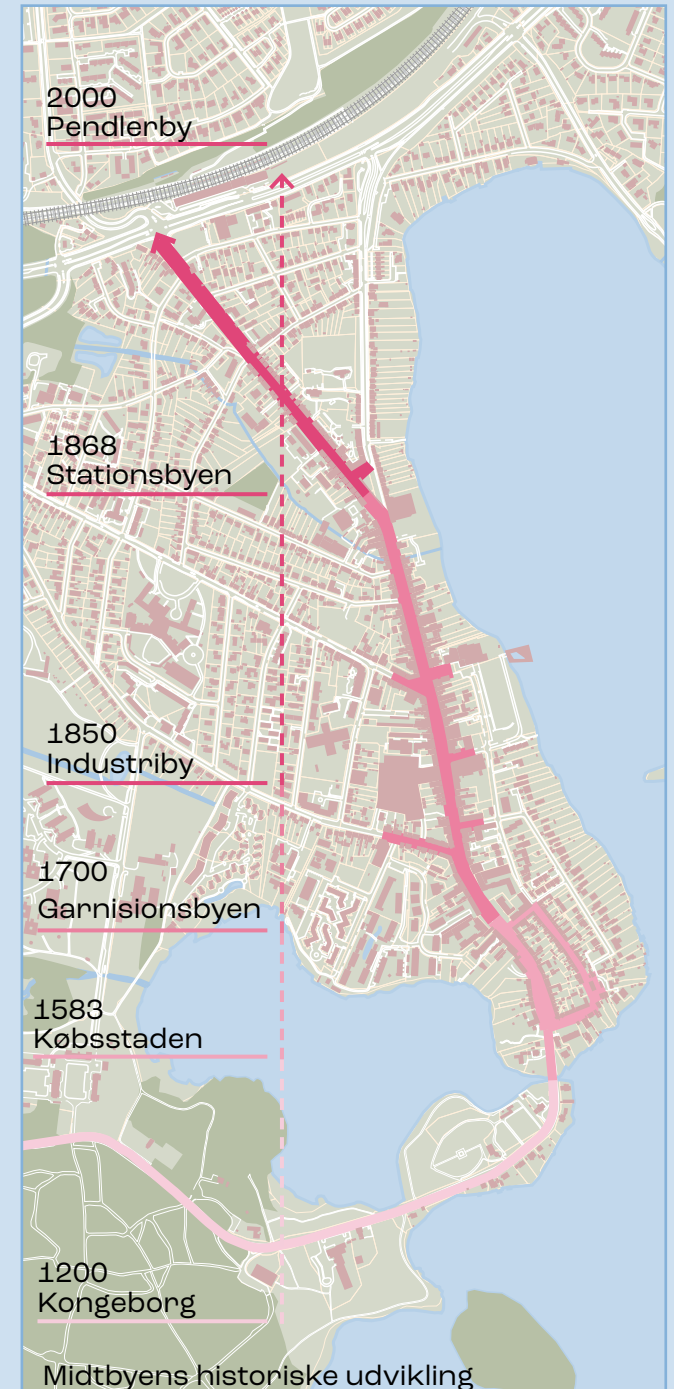 2000
Pendlerby
1868
Stationsbyen
1850
Industriby
1700
Garnisionsbyen
1583
Købsstaden
1200
Kongeborg
Midtbyens historiske udvikling